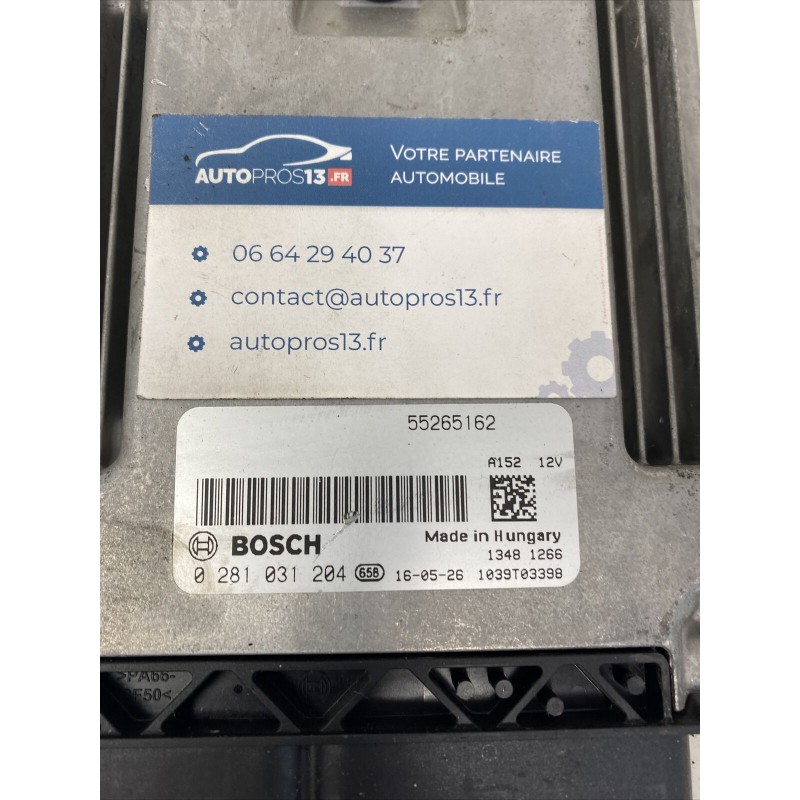 AUTOPROS13.FR
VOTRE PARTENAIRE
AUTOMOBILE
06 64 29 40 37
contact@autopros13.fr
autopros13.fr
55265162
A152 12V
BOSCH
Made in Hungary
1348 1266
0 281 031 204 658 16-05-26 1039T03398
>PA66-